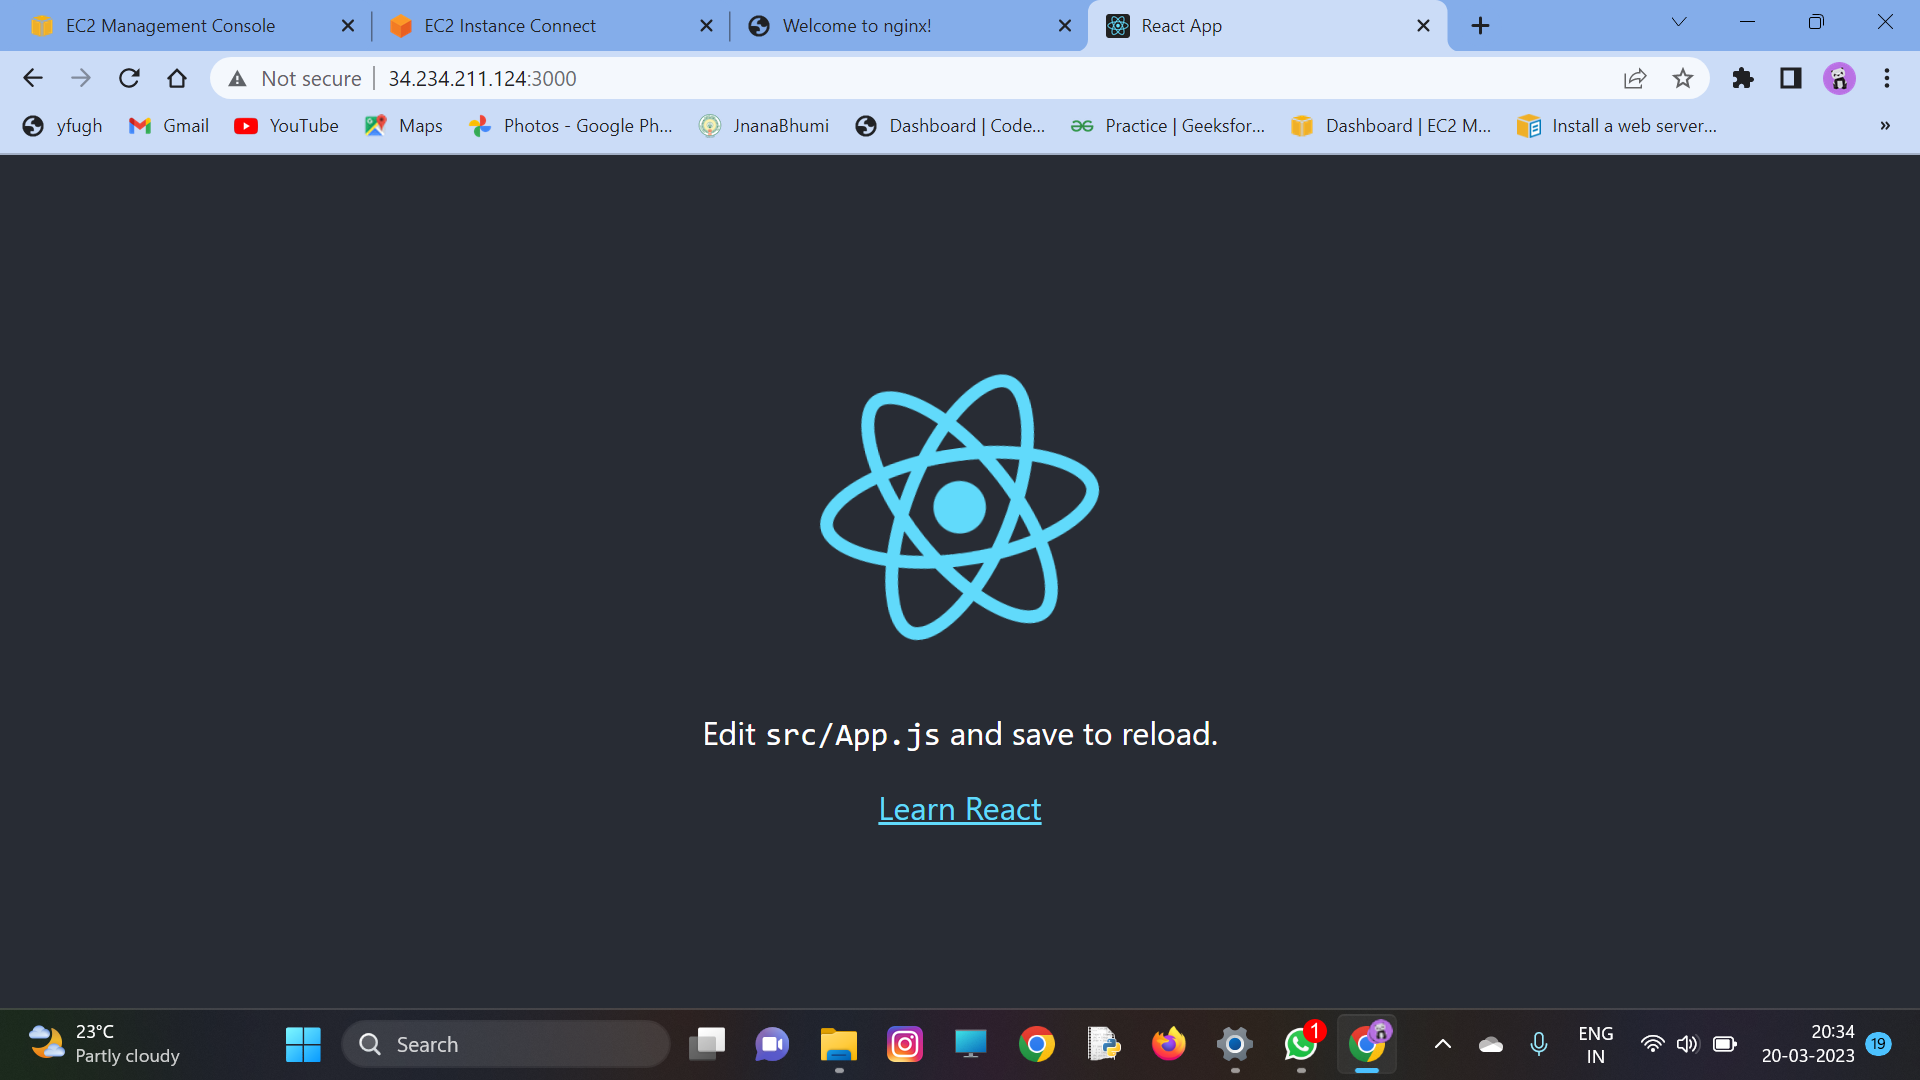 EC2 Management Console
EC2 Instance Connect
Welcome to nginx!
React App
Not secure
34.234.211.124:3000
yfugh
Gmail
YouTube
Maps
Photos - Google Ph...
JnanaBhumi
Dashboard | Code...
Practice | Geeksfor...
Dashboard | EC2 M...
Install a web server...
Edit src/App.js and save to reload.
Learn React
23°C
Partly cloudy
Search
1
ENG
IN
20:34
20-03-2023
19